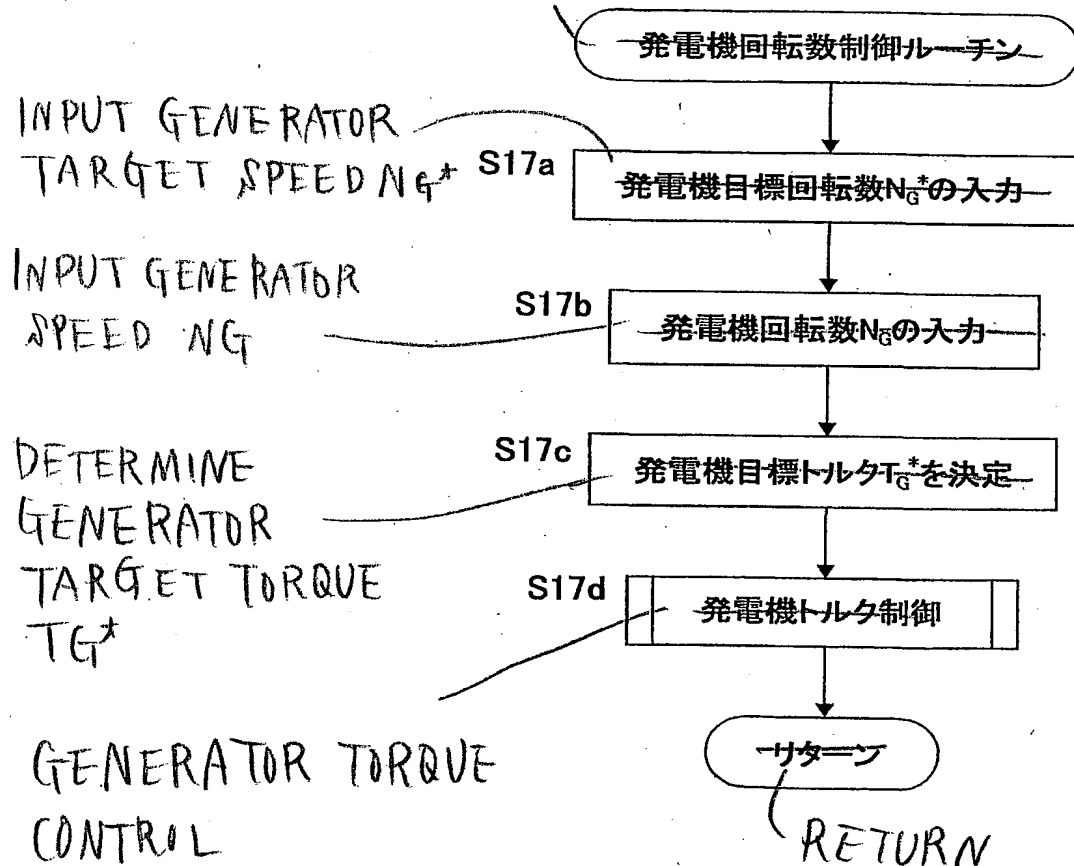 発電機回転数制御ルーチン
INPUT GENERATOR
TARGET SPEED NG*
S17a
発電機目標回転数NG*の入力
INPUT GENERATOR
SPEED NG
S17b
発電機回転数NGの入力
DETERMINE
GENERATOR
TARGET TORQUE
TG*
S17c
発電機目標トルクTG*を決定
S17d
発電機トルク制御
GENERATOR TORQUE
CONTROL
リターン
RETURN